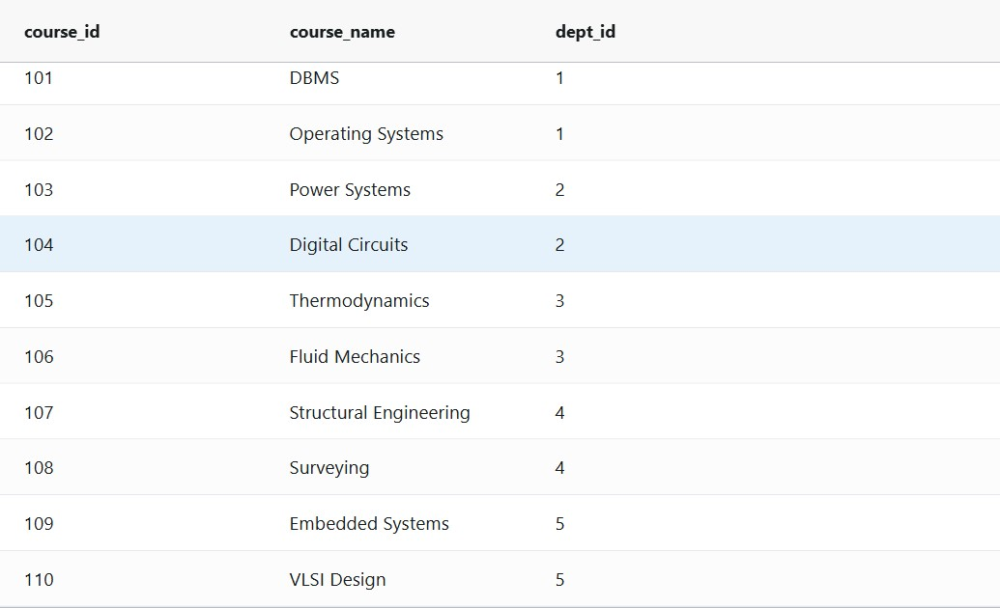 course_id course_name dept_id
101 DBMS 1
102 Operating Systems 1
103 Power Systems 2
104 Digital Circuits 2
105 Thermodynamics 3
106 Fluid Mechanics 3
107 Structural Engineering 4
108 Surveying 4
109 Embedded Systems 5
110 VLSI Design 5